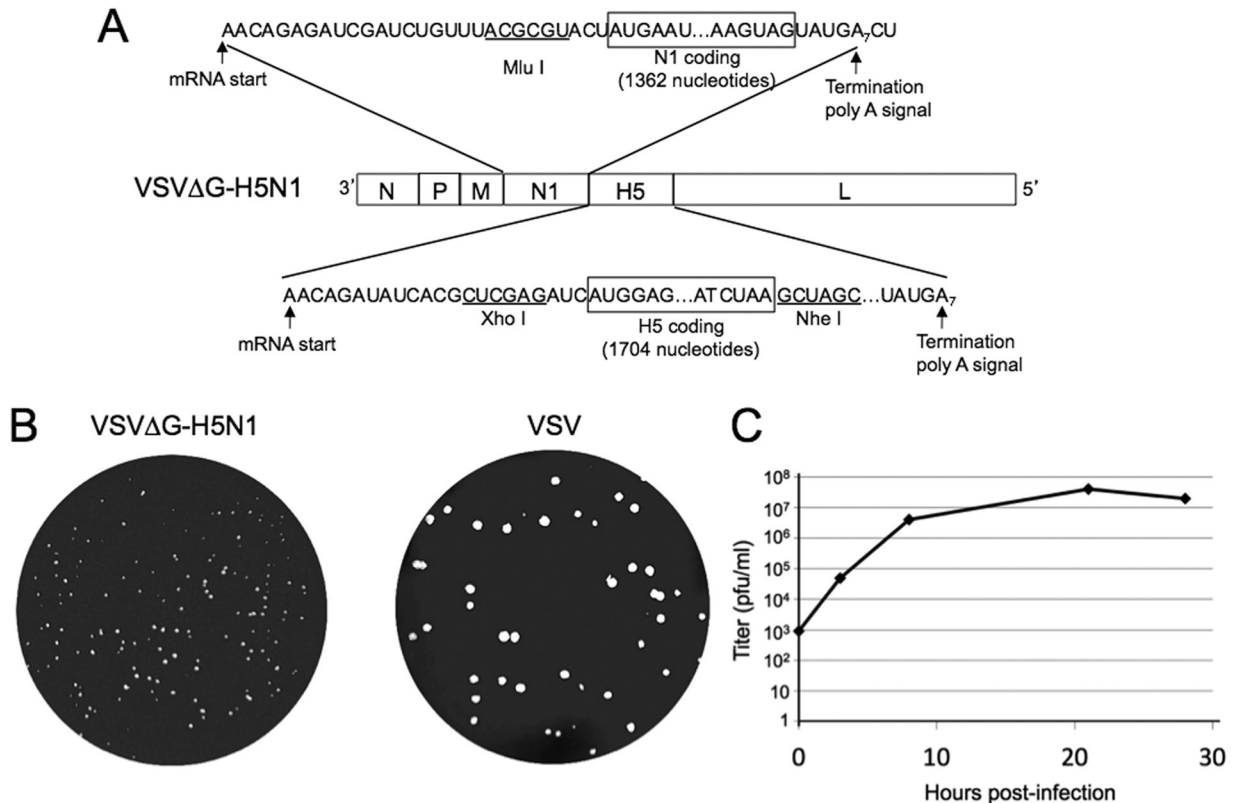 A
AACAGAGAUCGAUCUGUUUACGCGUACUAUGAAU...AAGUAGUAUGA7CU
mRNA start
Mlu I
N1 coding
(1362 nucleotides)
Termination
poly A signal
VSVΔG-H5N1
3′ N P M N1 H5 L 5′
AACAGAUAUCACGCUCGAGAUCAUGGAG...ATCUAAGCUAGC...UAUGA7
mRNA start
Xho I
H5 coding
(1704 nucleotides)
Nhe I
Termination
poly A signal
B
VSVΔG-H5N1
VSV
C
Titer (pfu/ml)
10⁸
10⁷
10⁶
10⁵
10⁴
10³
10²
10
1
0 10 20 30
Hours post-infection